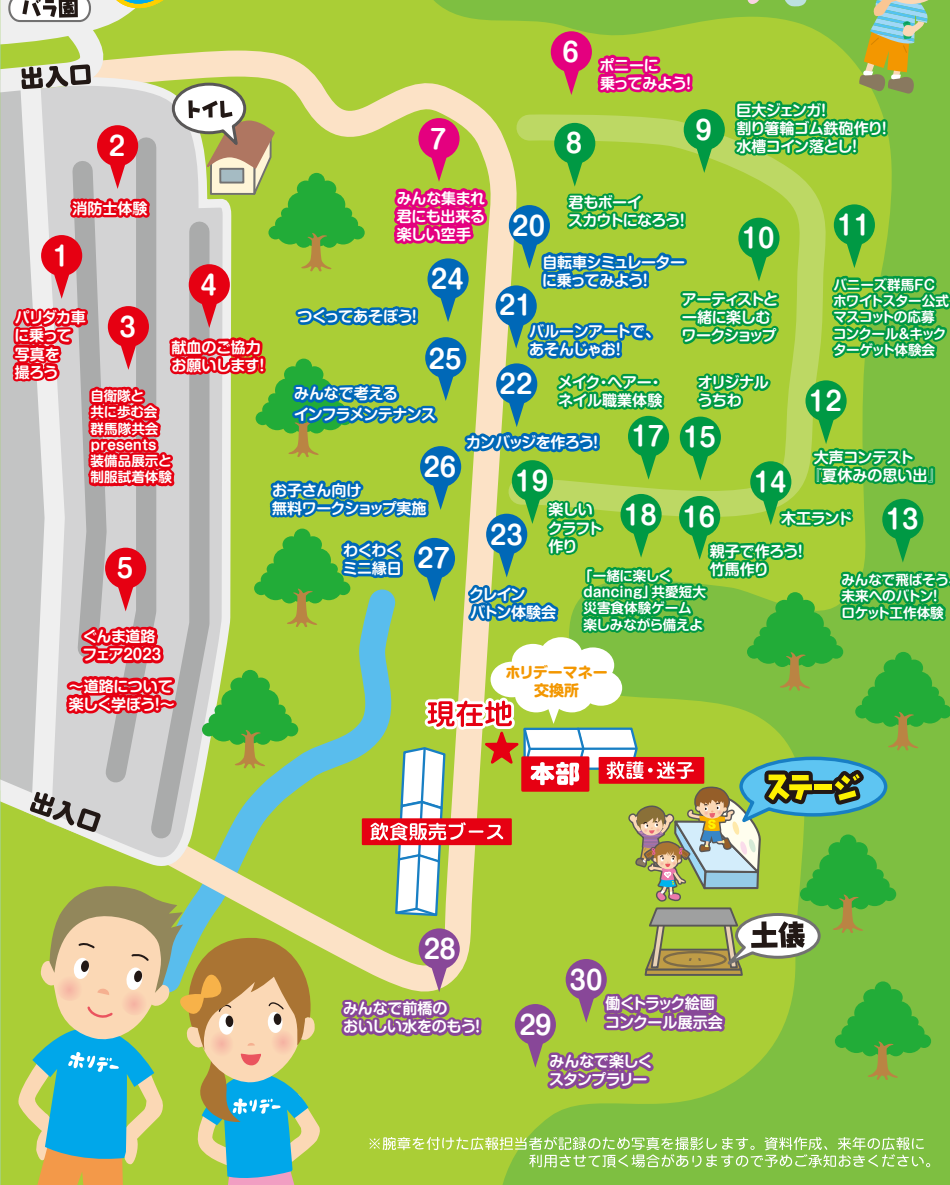 バラ園
出入口
トイレ
6
ポニーに
乗ってみよう!
7
みんな集まれ
君にも出来る
楽しい空手
8
君もボーイ
スカウトになろう!
9
巨大ジェンガ!
割り箸輪ゴム鉄砲作り!
水槽コイン落とし!
2
消防士体験
1
パリダカ車
に乗って
写真を
撮ろう
3
自衛隊と
共に歩む会
群馬隊共会
presents
装備品展示と
制服試着体験
4
献血のご協力
お願いします!
5
ぐんま道路
フェア2023
～道路について
楽しく学ぼう!～
20
自転車シミュレーター
に乗ってみよう!
10
アーティストと
一緒に楽しむ
ワークショップ
11
バニーズ群馬FC
ホワイトスター公式
マスコットの応募
コンクール&キック
ターゲット体験会
24
つくってあそぼう!
21
バルーンアートで、
あそんじゃお!
25
みんなで考える
インフラメンテナンス
22
カンバッジを作ろう!
メイク・ヘアー・
ネイル職業体験
17
オリジナル
うちわ
15
12
大声コンテスト
『夏休みの思い出』
26
お子さん向け
無料ワークショップ実施
19
楽しい
クラフト
作り
18
「一緒に楽しく
dancing」共愛短大
災害食体験ゲーム
楽しみながら備えよ
16
親子で作ろう!
竹馬作り
14
木工ランド
13
みんなで飛ばそう
未来へのバトン!
ロケット工作体験
わくわく
ミニ縁日
27
23
クレイン
バトン体験会
ホリデーマネー
交換所
現在地
本部
救護・迷子
ステージ
飲食販売ブース
出入口
土俵
28
みんなで前橋の
おいしい水をのもう!
30
働くトラック絵画
コンクール展示会
29
みんなで楽しく
スタンプラリー
S
ホリデー
ホリデー
※腕章を付けた広報担当者が記録のため写真を撮影します。資料作成、来年の広報に
利用させて頂く場合がありますので予めご承知おきください。